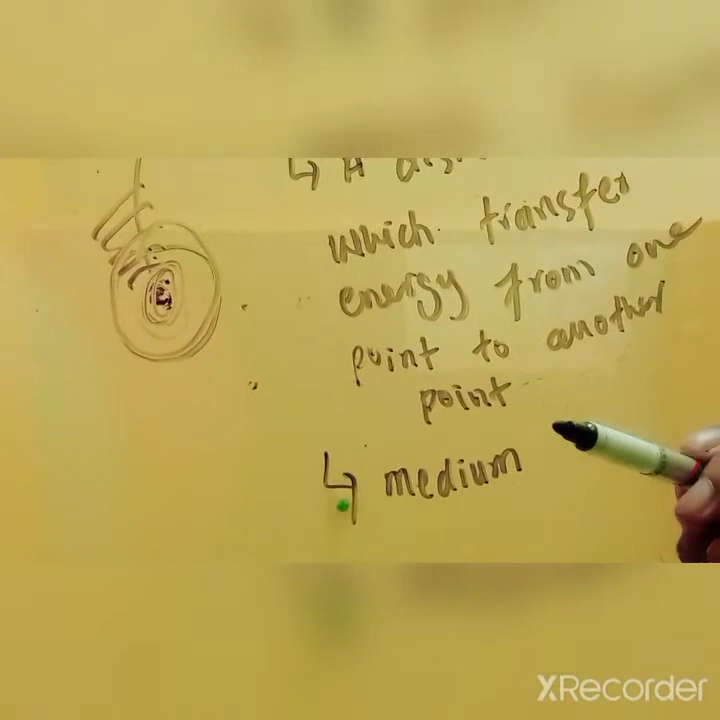 ↳ A
which transfer
energy from one
point to another
point
↳ medium
XRecorder